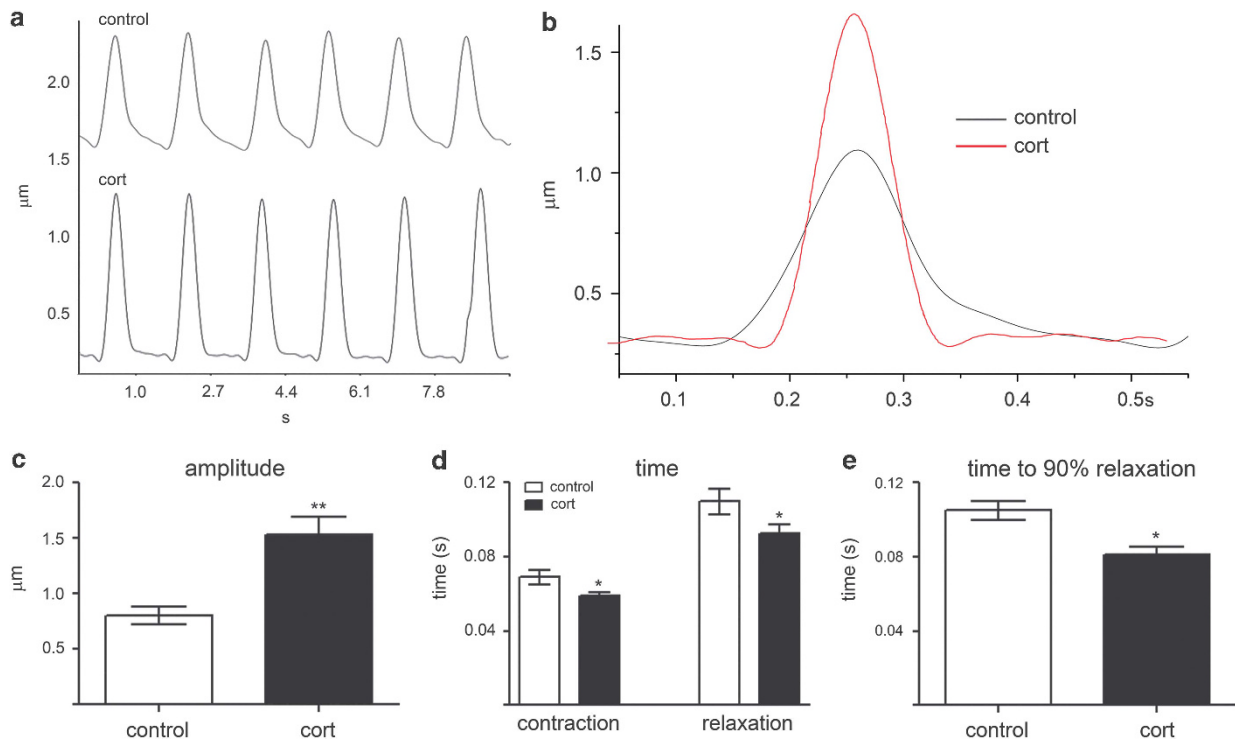 a
control
2.0
1.5
cort
μm
1.0
0.5
1.0 2.7 4.4 6.1 7.8
s
b
1.5
control
cort
μm
1.0
0.5
0.1 0.2 0.3 0.4 0.5s
c
amplitude
2.0
**
1.5
μm
1.0
0.5
control cort
d
time
0.12
control
cort
*
time (s)
0.08
*
0.04
contraction relaxation
e
time to 90% relaxation
0.12
*
time (s)
0.08
0.04
control cort